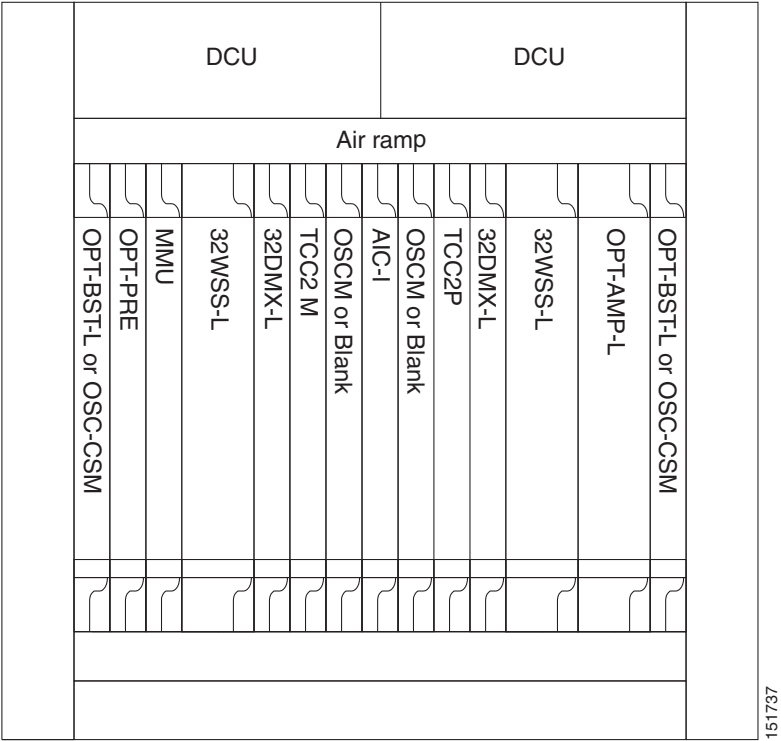 DCU
DCU
Air ramp
OPT-BST-L or OSC-CSM
OPT-PRE
MMU
32WSS-L
32DMX-L
TCC2 M
OSCM or Blank
AIC-I
OSCM or Blank
TCC2P
32DMX-L
32WSS-L
OPT-AMP-L
OPT-BST-L or OSC-CSM
151737